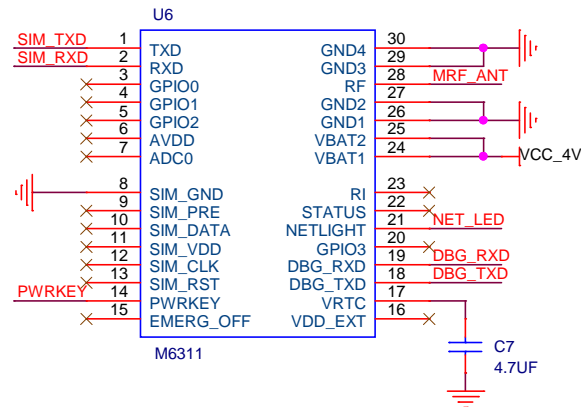 U6
SIM_TXD 1 TXD GND4 30
SIM_RXD 2 RXD GND3 29
3 GPIO0 RF 28 MRF_ANT
4 GPIO1 GND2 27
5 GPIO2 GND1 26
6 AVDD VBAT2 25
7 ADC0 VBAT1 24 VCC_4V
8 SIM_GND RI 23
9 SIM_PRE STATUS 22
10 SIM_DATA NETLIGHT 21 NET_LED
11 SIM_VDD GPIO3 20
12 SIM_CLK DBG_RXD 19 DBG_RXD
13 SIM_RST DBG_TXD 18 DBG_TXD
PWRKEY 14 PWRKEY VRTC 17
15 EMERG_OFF VDD_EXT 16
M6311
C7
4.7UF